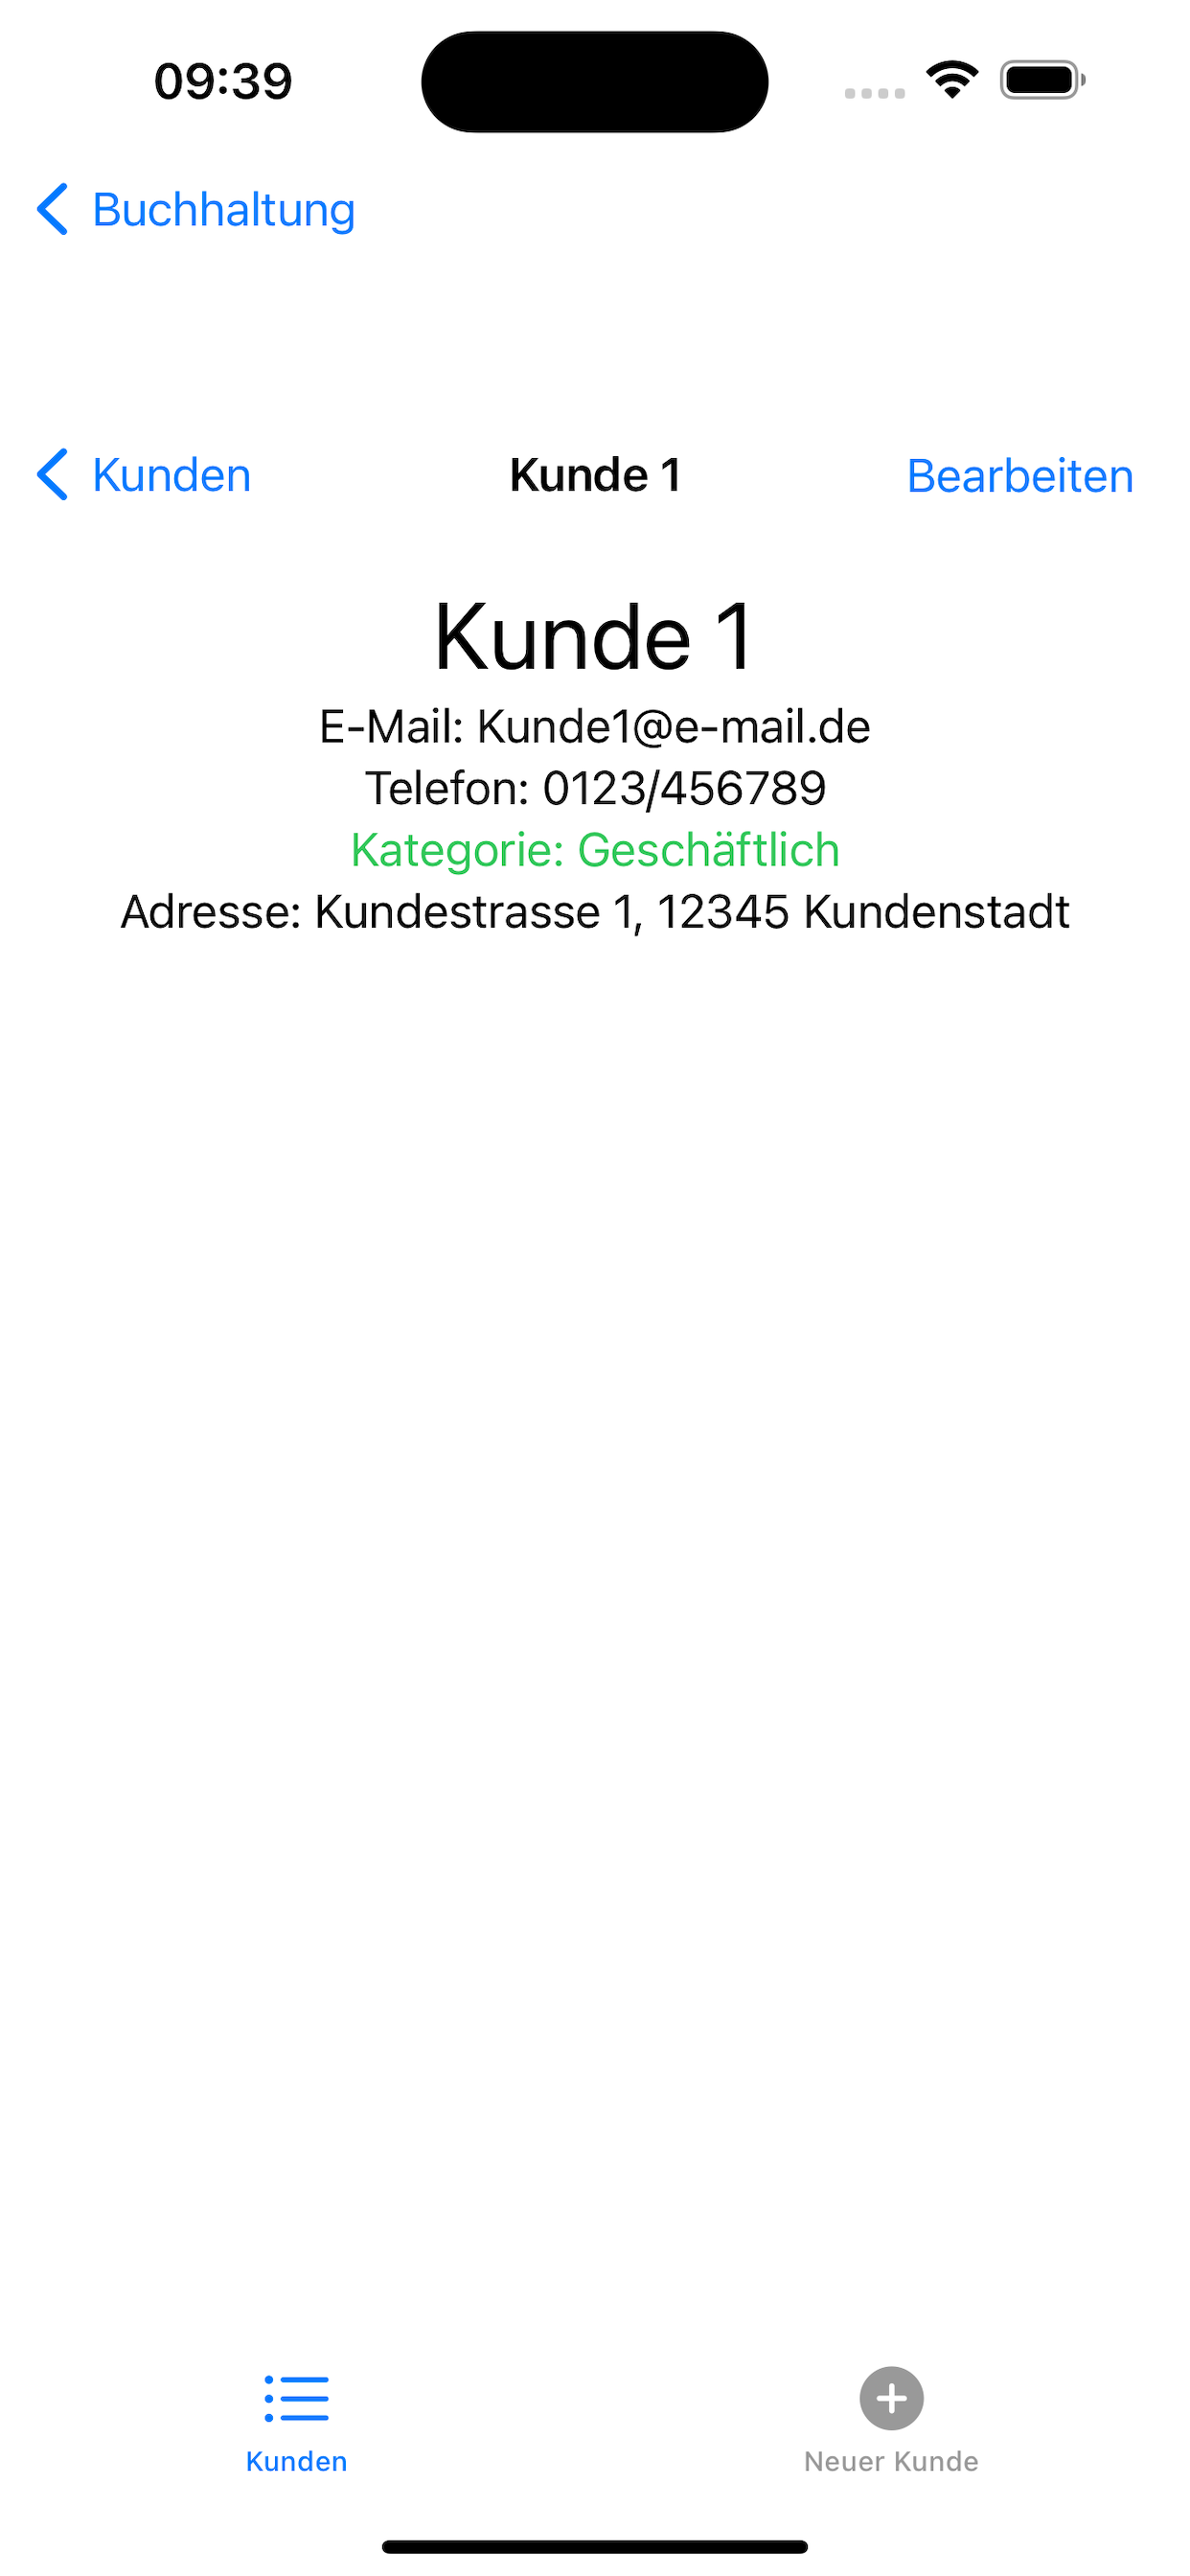 09:39
Buchhaltung
Kunden Kunde 1 Bearbeiten
Kunde 1
E-Mail: Kunde1@e-mail.de
Telefon: 0123/456789
Kategorie: Geschäftlich
Adresse: Kundestrasse 1, 12345 Kundenstadt
Kunden Neuer Kunde